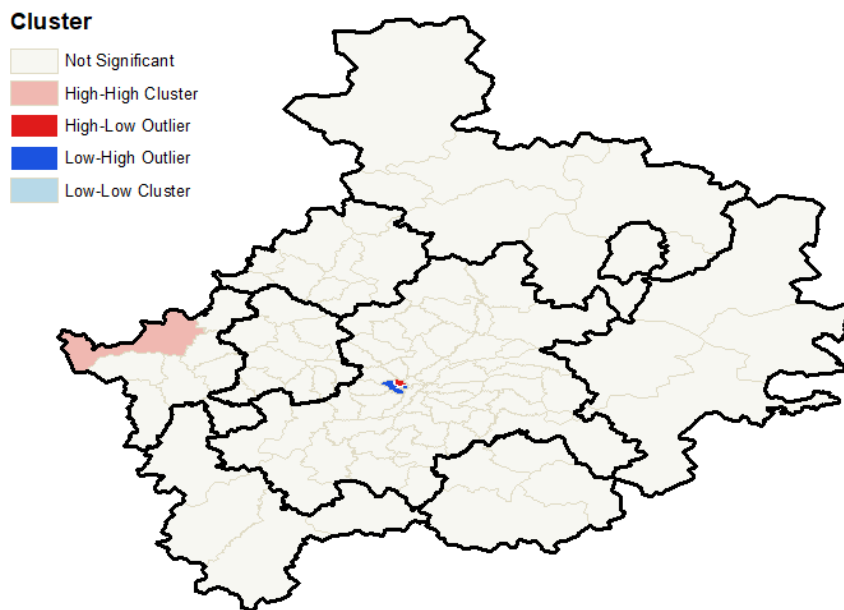 Cluster
Not Significant
High-High Cluster
High-Low Outlier
Low-High Outlier
Low-Low Cluster